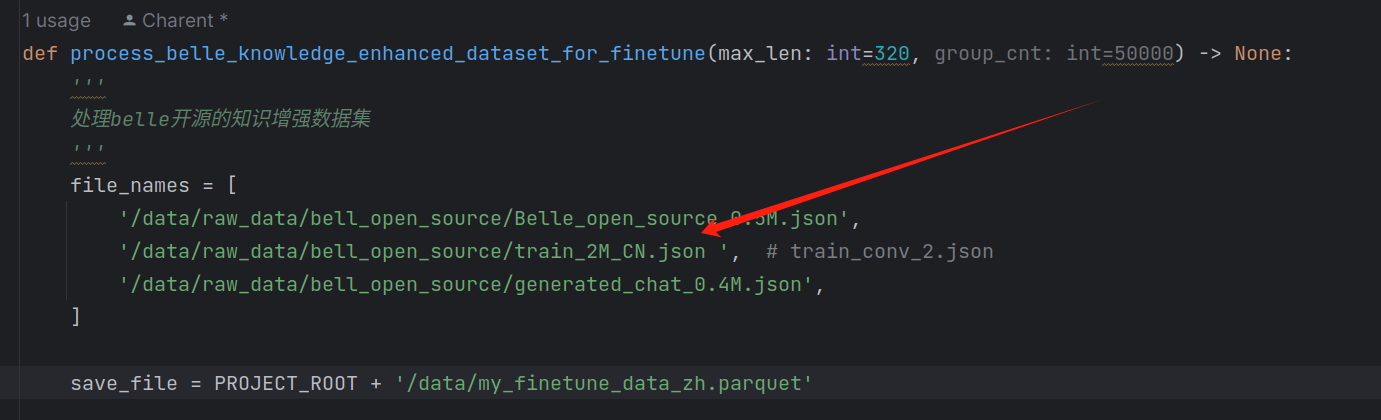 1 usage Charent *
def process_belle_knowledge_enhanced_dataset_for_finetune(max_len: int=320, group_cnt: int=50000) -> None:
    '''
    处理belle开源的知识增强数据集
    '''
    file_names = [
        '/data/raw_data/bell_open_source/Belle_open_source_0.5M.json',
        '/data/raw_data/bell_open_source/train_2M_CN.json ',  # train_conv_2.json
        '/data/raw_data/bell_open_source/generated_chat_0.4M.json',
    ]
    save_file = PROJECT_ROOT + '/data/my_finetune_data_zh.parquet'